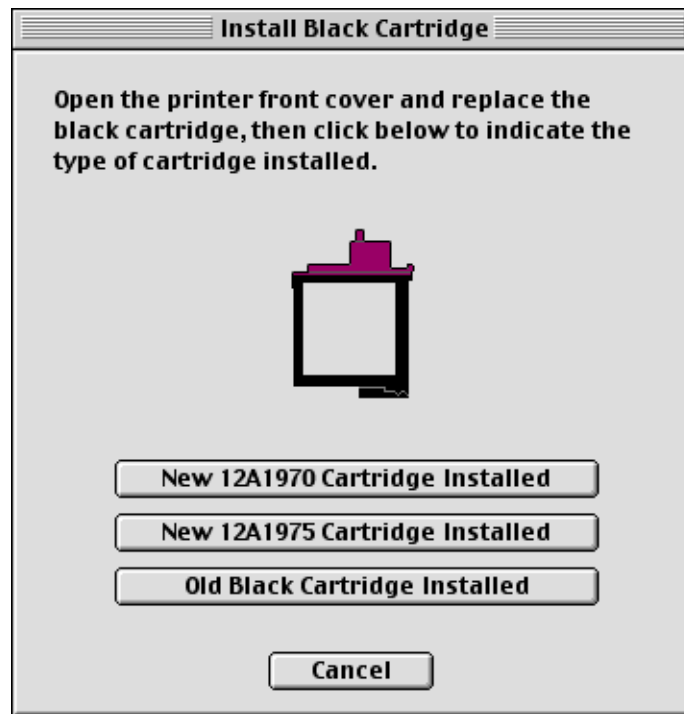 Install Black Cartridge
Open the printer front cover and replace the
black cartridge, then click below to indicate the
type of cartridge installed.
New 12A1970 Cartridge Installed
New 12A1975 Cartridge Installed
Old Black Cartridge Installed
Cancel